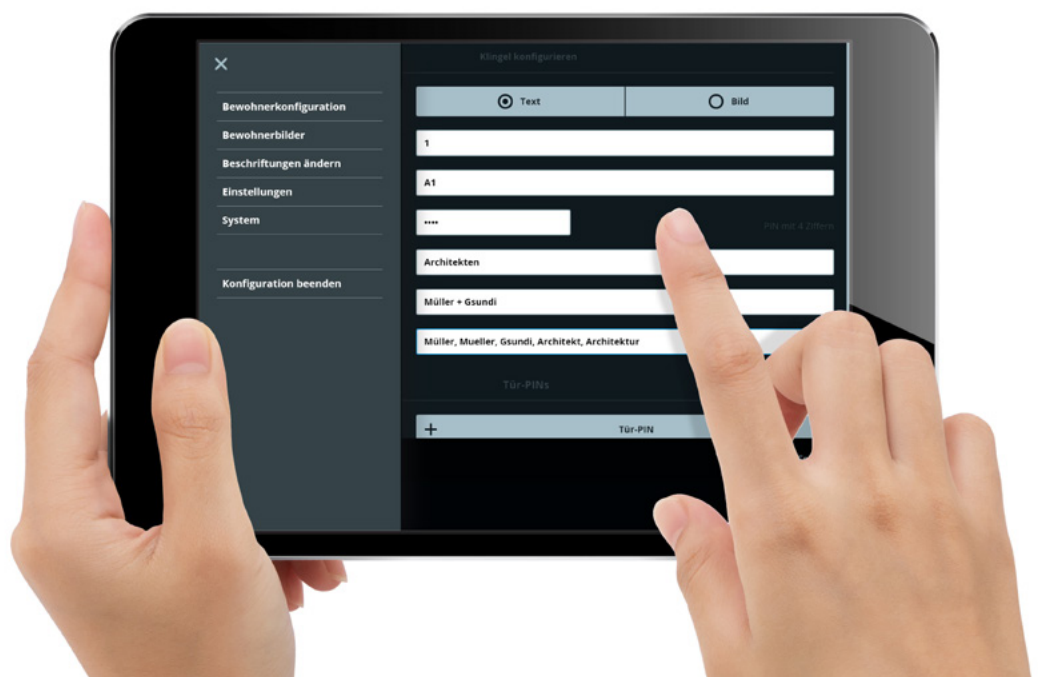 Klingel konfigurieren
Bewohnerkonfiguration
Bewohnerbilder
Beschriftungen ändern
Einstellungen
System
Konfiguration beenden
Text
Bild
1
A1
••••
PIN mit 4 Ziffern
Architekten
Müller + Gsundi
Müller, Mueller, Gsundi, Architekt, Architektur
Tür-PINs
+ Tür-PIN